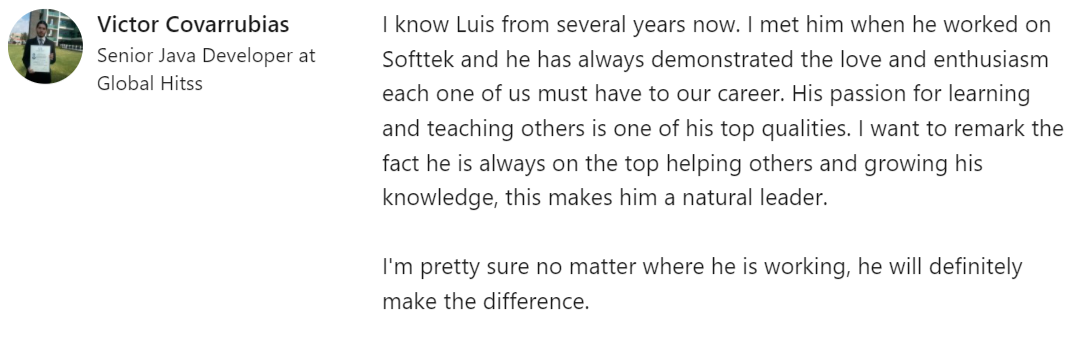 Victor Covarrubias
Senior Java Developer at
Global Hitss
I know Luis from several years now. I met him when he worked on
Softtek and he has always demonstrated the love and enthusiasm
each one of us must have to our career. His passion for learning
and teaching others is one of his top qualities. I want to remark the
fact he is always on the top helping others and growing his
knowledge, this makes him a natural leader.
I'm pretty sure no matter where he is working, he will definitely
make the difference.